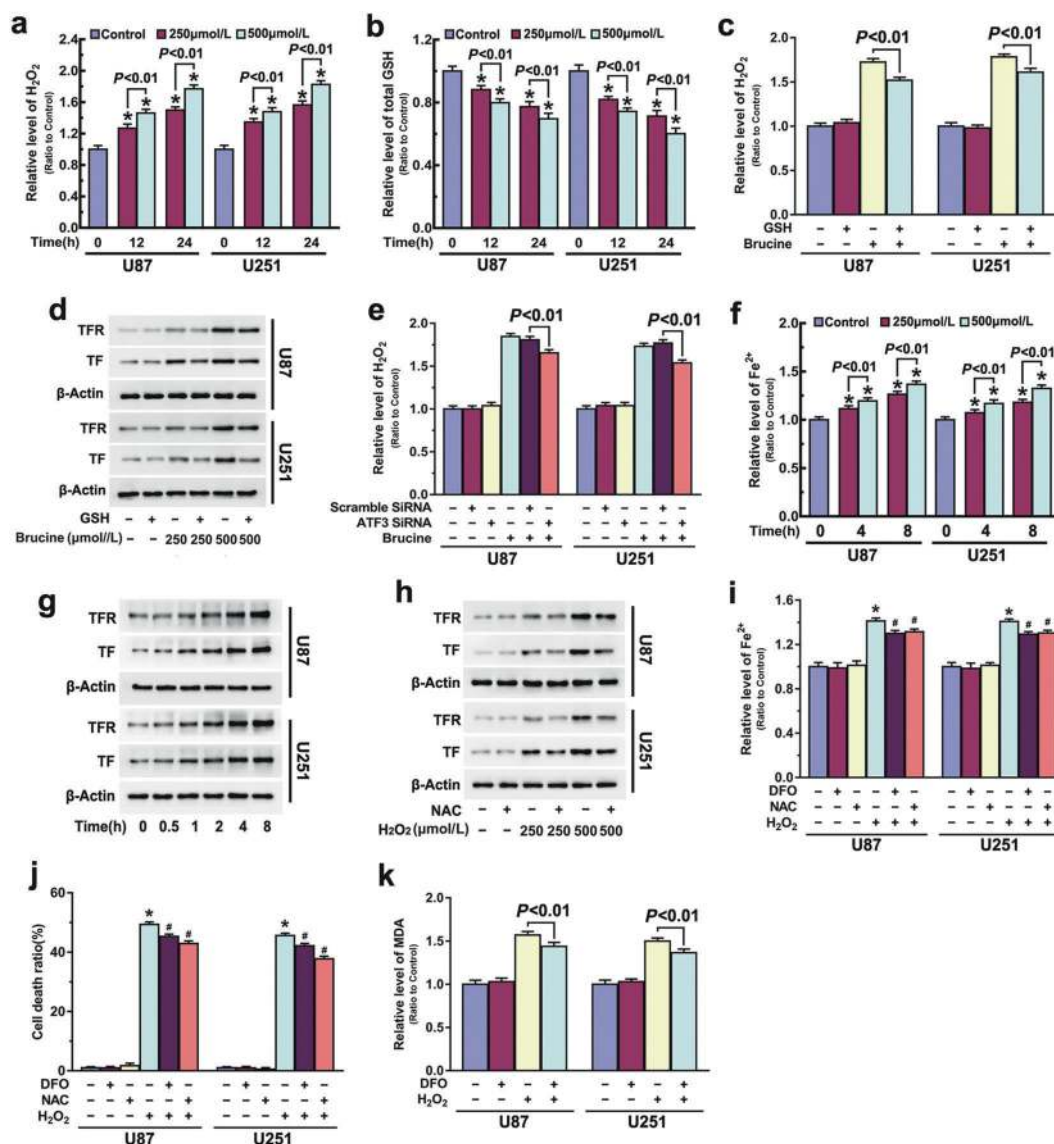 a
Control 250μmol/L 500μmol/L
Relative level of H₂O₂
(Ratio to Control)
2.4
2.0
1.6
1.2
0.8
0.4
0.0
P<0.01
P<0.01
P<0.01
P<0.01
* * * * * * * *
Time(h) 0 12 24 0 12 24
U87 U251
b
Control 250μmol/L 500μmol/L
Relative level of total GSH
(Ratio to Control)
1.2
0.9
0.6
0.3
0.0
P<0.01
P<0.01
P<0.01
P<0.01
* * * * * * * *
Time(h) 0 12 24 0 12 24
U87 U251
c
Relative level of H₂O₂
(Ratio to Control)
2.0
1.5
1.0
0.5
0.0
P<0.01 P<0.01
GSH – + – + – + – +
Brucine – – + + – – + +
U87 U251
d
TFR
TF
β-Actin
U87
TFR
TF
β-Actin
U251
GSH – + – + – +
Brucine (μmol//L) – – 250 250 500 500
e
Relative level of H₂O₂
(Ratio to Control)
2.0
1.5
1.0
0.5
0.0
P<0.01 P<0.01
Scramble SiRNA – + – – + – – + – – + –
ATF3 SiRNA – – + – – + – – + – – +
Brucine – – – + + + – – – + + +
U87 U251
f
Control 250μmol/L 500μmol/L
Relative level of Fe²⁺
(Ratio to Control)
2.0
1.5
1.0
0.5
0.0
P<0.01
P<0.01
P<0.01
P<0.01
* * * * * * * *
Time(h) 0 4 8 0 4 8
U87 U251
g
TFR
TF
β-Actin
U87
TFR
TF
β-Actin
U251
Time(h) 0 0.5 1 2 4 8
h
TFR
TF
β-Actin
U87
TFR
TF
β-Actin
U251
NAC – + – + – +
H₂O₂ (μmol/L) – – 250 250 500 500
i
Relative level of Fe²⁺
(Ratio to Control)
1.6
1.2
0.8
0.4
0.0
* # # * # #
DFO – + – – + – – + – – + –
NAC – – + – – + – – + – – +
H₂O₂ – – – + + + – – – + + +
U87 U251
j
Cell death ratio(%)
60
40
20
0
* # # * # #
DFO – + – – + – – + – – + –
NAC – – + – – + – – + – – +
H₂O₂ – – – + + + – – – + + +
U87 U251
k
Relative level of MDA
(Ratio to Control)
2.0
1.5
1.0
0.5
0.0
P<0.01 P<0.01
DFO – + – + – + – +
H₂O₂ – – + + – – + +
U87 U251